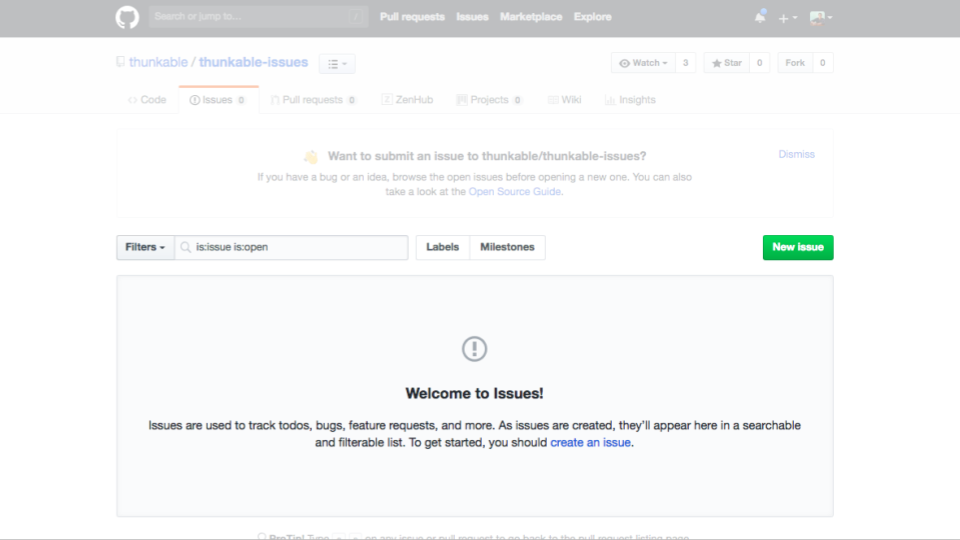 Search or jump to... /
Pull requests Issues Marketplace Explore
thunkable / thunkable-issues
Watch 3 Star 0 Fork 0
Code Issues 0 Pull requests 0 ZenHub Projects 0 Wiki Insights
Want to submit an issue to thunkable/thunkable-issues?
Dismiss
If you have a bug or an idea, browse the open issues before opening a new one. You can also
take a look at the Open Source Guide.
Filters is:issue is:open Labels Milestones New issue
Welcome to Issues!
Issues are used to track todos, bugs, feature requests, and more. As issues are created, they'll appear here in a searchable
and filterable list. To get started, you should create an issue.
ProTip! Type on any issue or pull request to go back to the pull request listing page.